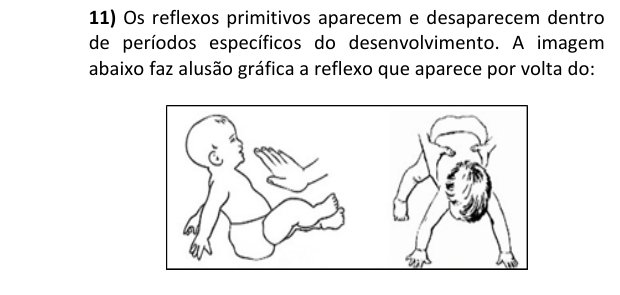 11) Os reflexos primitivos aparecem e desaparecem dentro
de períodos específicos do desenvolvimento. A imagem
abaixo faz alusão gráfica a reflexo que aparece por volta do: